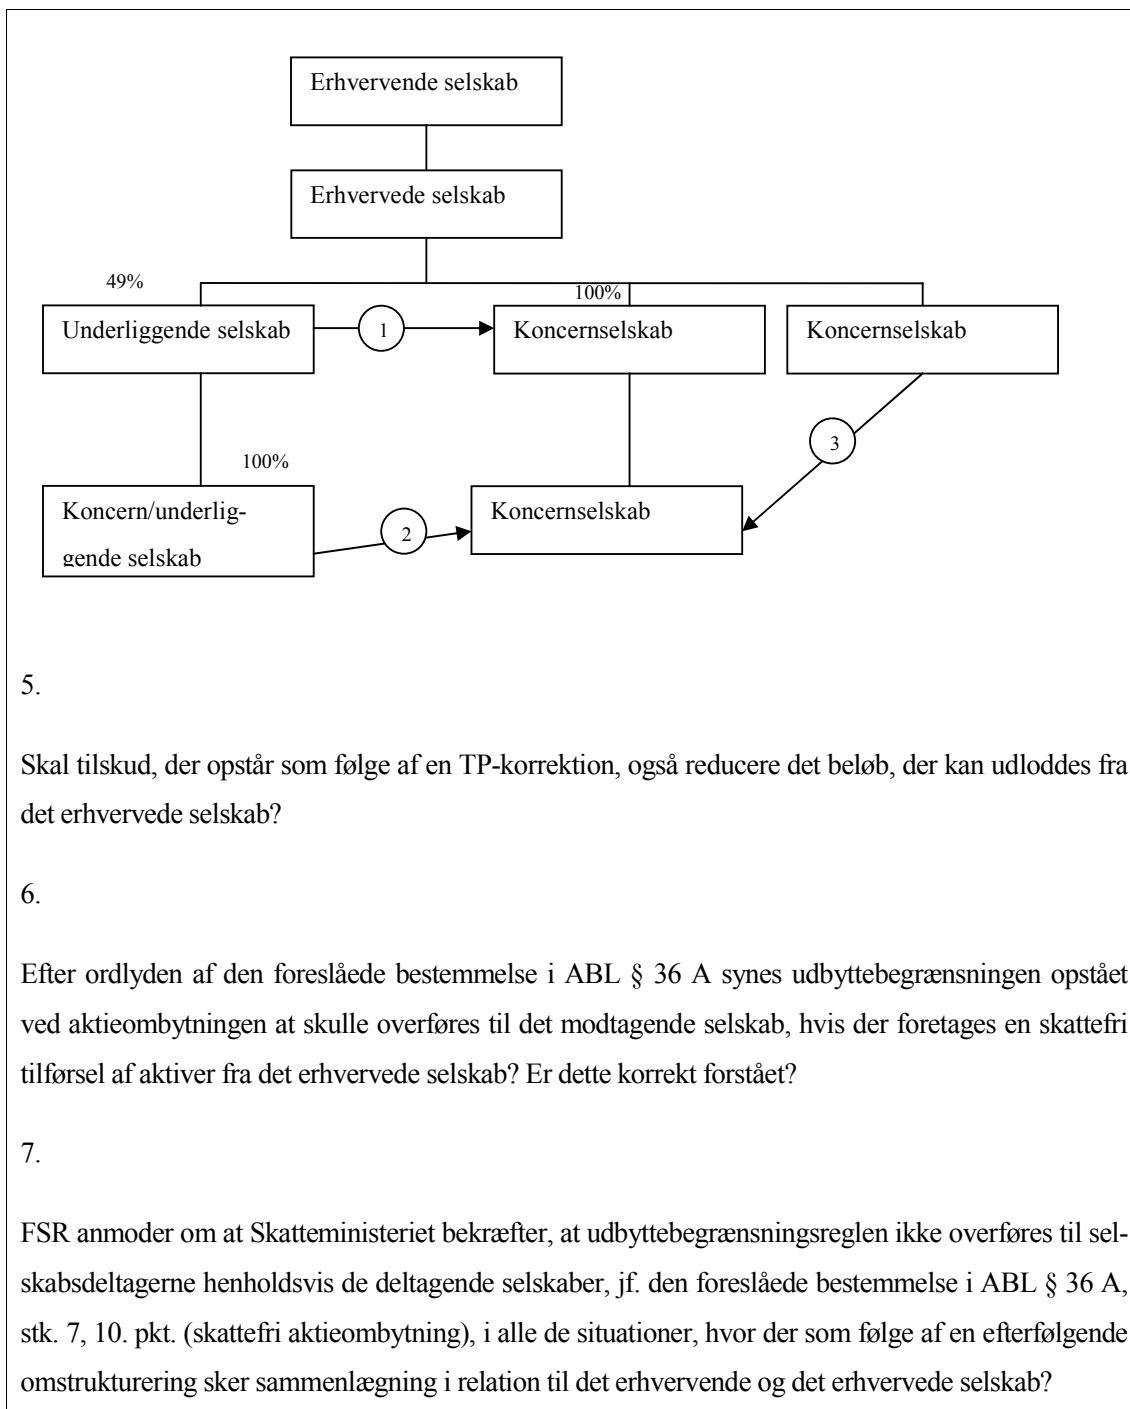 Erhvervende selskab
Erhvervede selskab
49%
100%
Underliggende selskab
1
Koncernselskab
Koncernselskab
3
100%
Koncern/underlig-
gende selskab
2
Koncernselskab
5.
Skal tilskud, der opstår som følge af en TP-korrektion, også reducere det beløb, der kan udloddes fra
det erhvervede selskab?
6.
Efter ordlyden af den foreslåede bestemmelse i ABL § 36 A synes udbyttebegrænsningen opstået
ved aktieombytningen at skulle overføres til det modtagende selskab, hvis der foretages en skattefri
tilførsel af aktiver fra det erhvervede selskab? Er dette korrekt forstået?
7.
FSR anmoder om at Skatteministeriet bekræfter, at udbyttebegrænsningsreglen ikke overføres til sel-
skabsdeltagerne henholdsvis de deltagende selskaber, jf. den foreslåede bestemmelse i ABL § 36 A,
stk. 7, 10. pkt. (skattefri aktieombytning), i alle de situationer, hvor der som følge af en efterfølgende
omstrukturering sker sammenlægning i relation til det erhvervende og det erhvervede selskab?